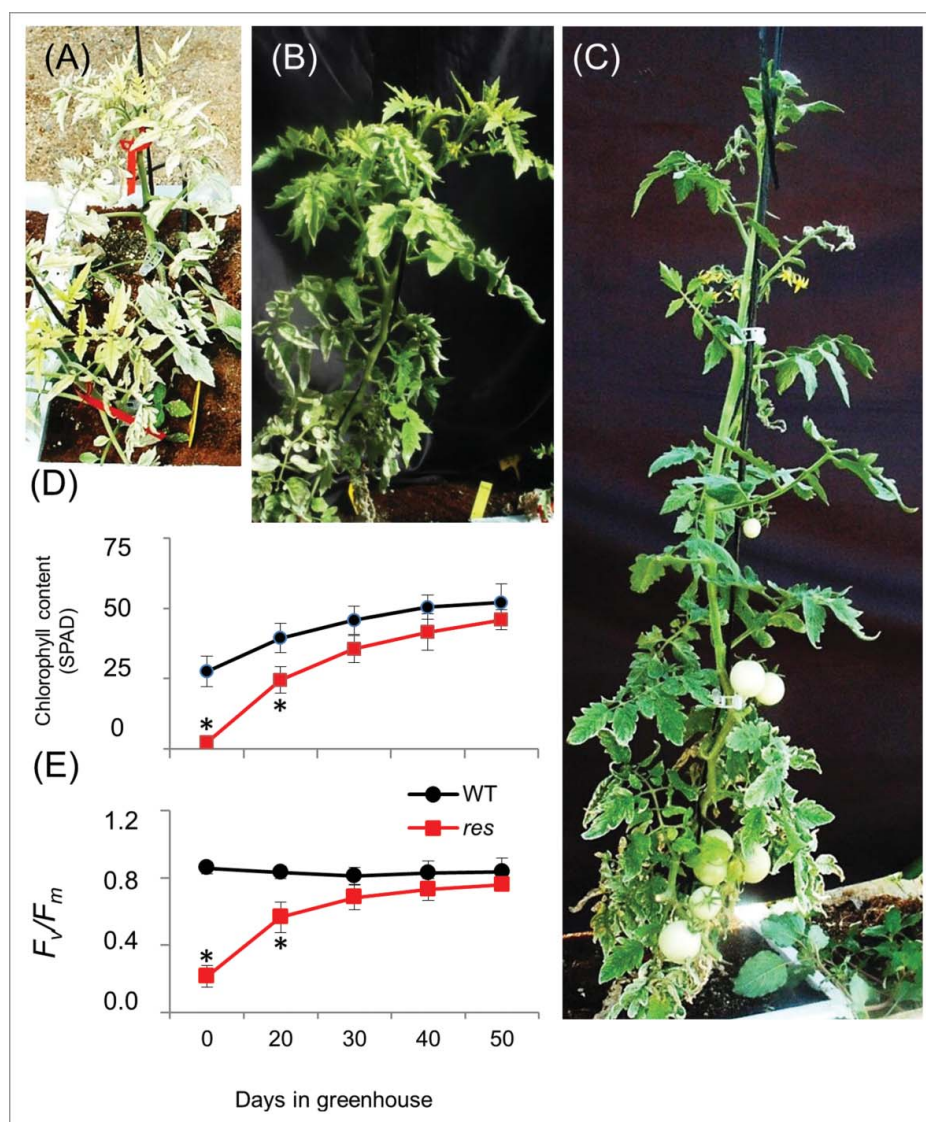 (A)
(B)
(C)
(D)
75
50
25
0
Chlorophyll content
(SPAD)
*
*
(E)
WT
res
1.2
0.8
0.4
0.0
Fv/Fm
*
*
0 20 30 40 50
Days in greenhouse